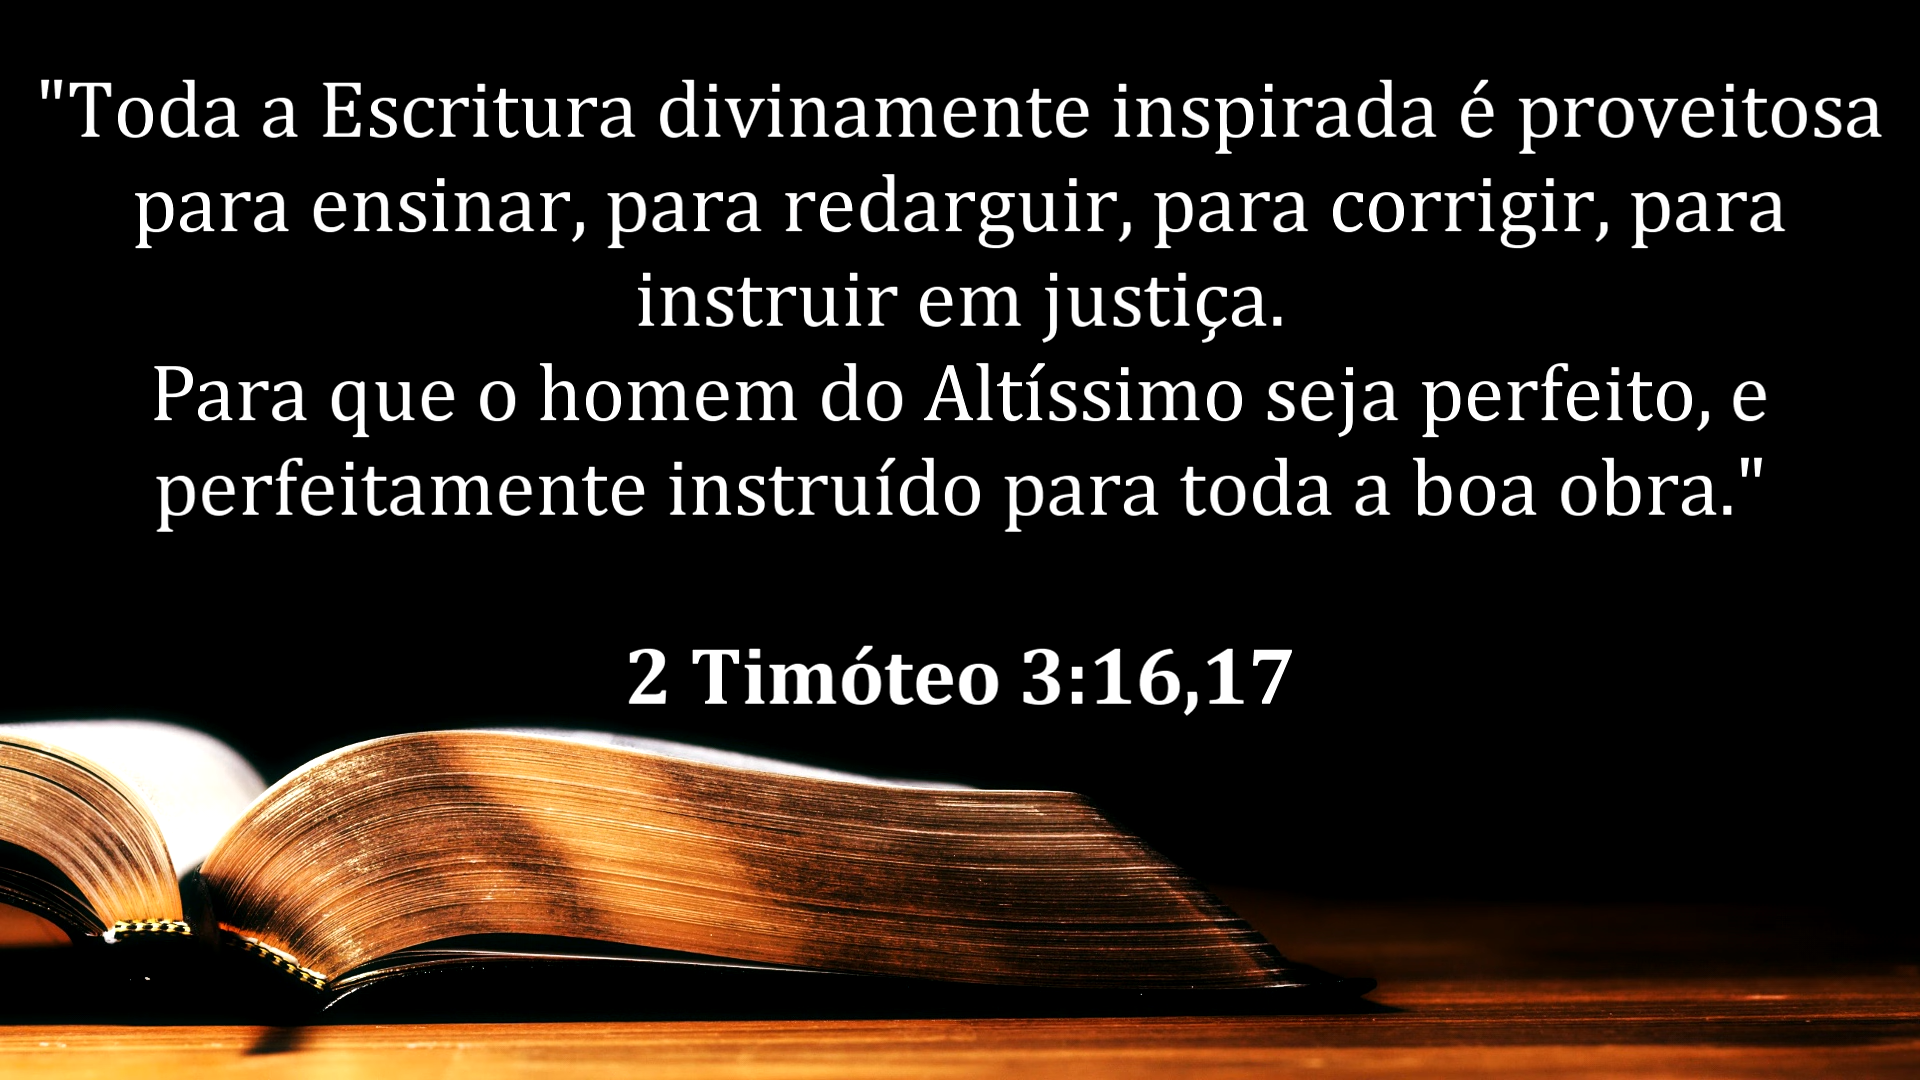 "Toda a Escritura divinamente inspirada é proveitosa
para ensinar, para redarguir, para corrigir, para
instruir em justiça.
Para que o homem do Altíssimo seja perfeito, e
perfeitamente instruído para toda a boa obra."
2 Timóteo 3:16,17